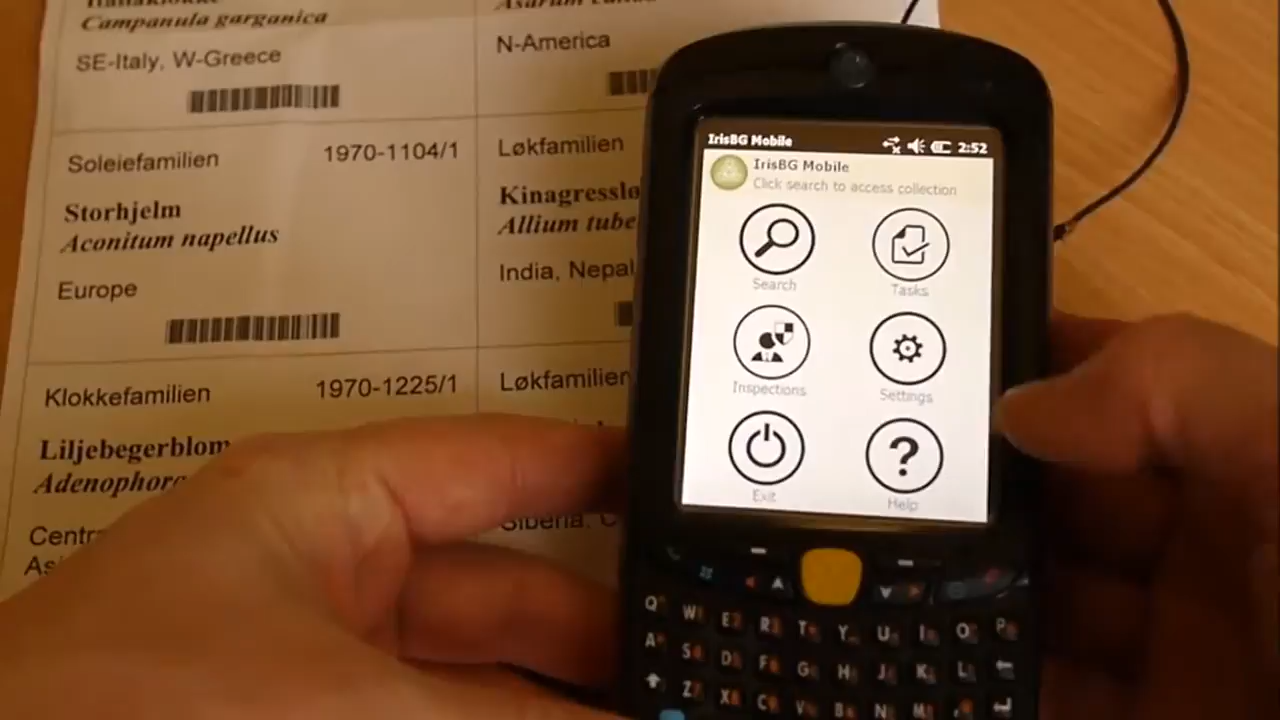 Campanula garganica
SE-Italy, W-Greece
N-America
Soleiefamilien 1970-1104/1
Storhjelm
Aconitum napellus
Europe
Løkfamilien
Allium
India, Nepal
Klokkefamilien 1970-1225/1
Liljebegerblom
Løkfamilien
IrisBG Mobile 2:52
IrisBG Mobile
Click search to access collection
Search
Tasks
Inspections
Settings
Exit
Help
Q W E R T Y U I O P
A S D F G H J K L
Z X C V B N M